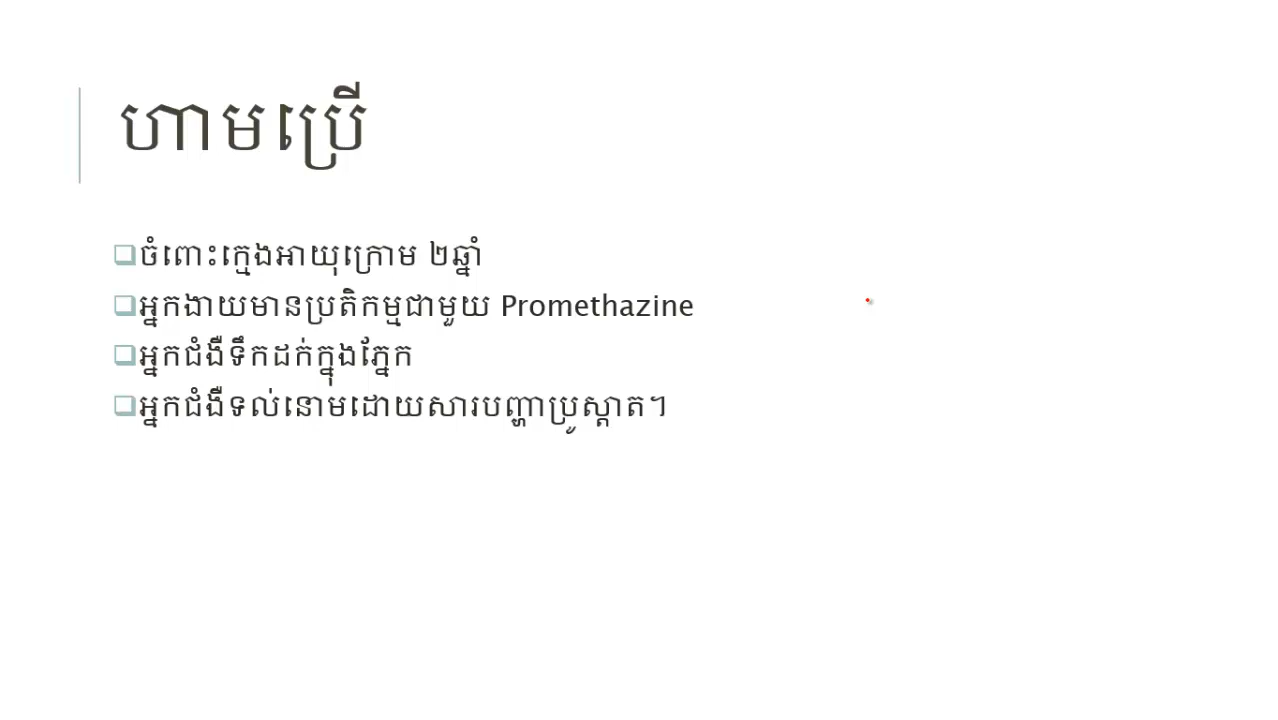 ហាមប្រើ
ចំពោះក្មេងអាយុក្រោម ២ឆ្នាំ
អ្នកងាយមានប្រតិកម្មជាមួយ Promethazine
អ្នកជំងឺទឹកដក់ក្នុងភ្នែក
អ្នកជំងឺទល់នោមដោយសារបញ្ហាប្រូស្តាត។